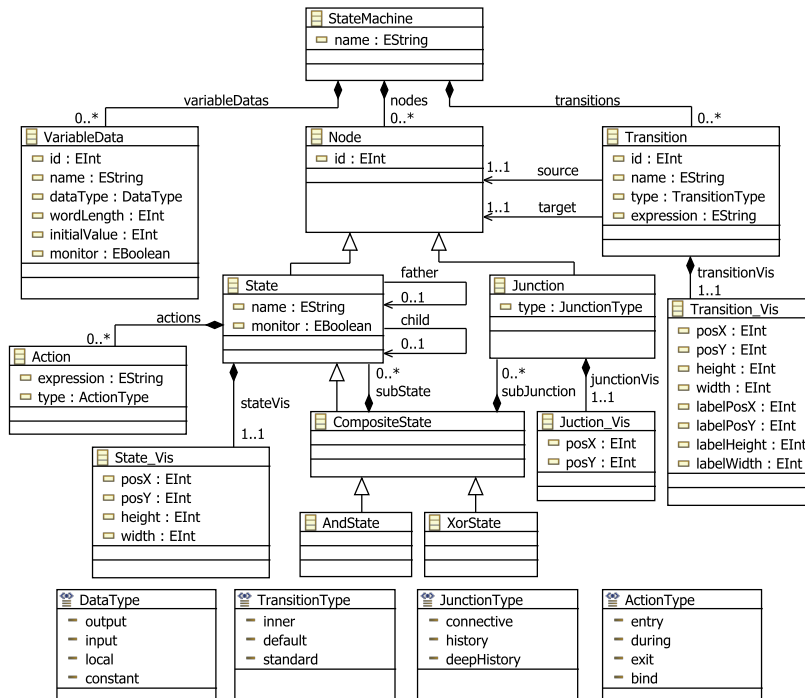 StateMachine
name : EString
variableDatas
nodes
transitions
0..*
0..*
0..*
VariableData
id : EInt
name : EString
dataType : DataType
wordLength : EInt
initialValue : EInt
monitor : EBoolean
Node
id : EInt
1..1
source
1..1
target
Transition
id : EInt
name : EString
type : TransitionType
expression : EString
father
0..1
child
0..1
State
name : EString
monitor : EBoolean
Junction
type : JunctionType
transitionVis
1..1
Transition_Vis
posX : EInt
posY : EInt
height : EInt
width : EInt
labelPosX : EInt
labelPosY : EInt
labelHeight : EInt
labelWidth : EInt
actions
0..*
Action
expression : EString
type : ActionType
stateVis
1..1
0..*
subState
0..*
subJunction
junctionVis
1..1
CompositeState
Juction_Vis
posX : EInt
posY : EInt
State_Vis
posX : EInt
posY : EInt
height : EInt
width : EInt
AndState
XorState
DataType
output
input
local
constant
TransitionType
inner
default
standard
JunctionType
connective
history
deepHistory
ActionType
entry
during
exit
bind